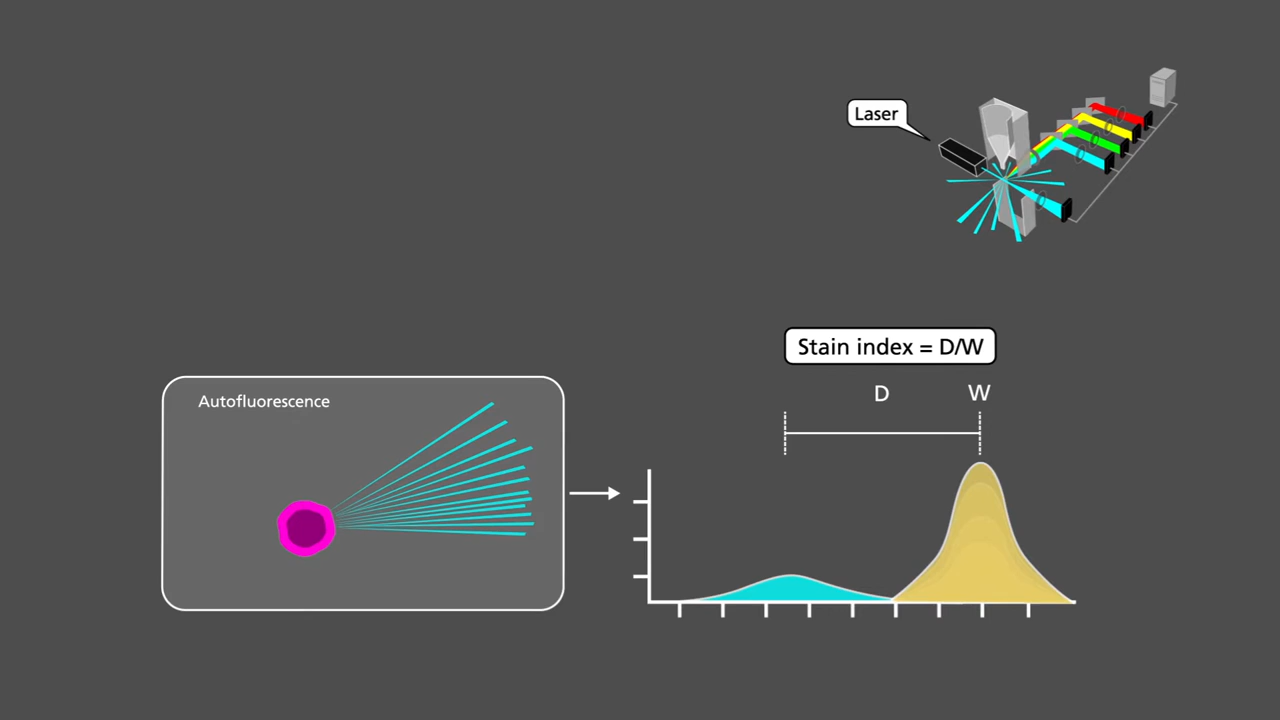 Laser
Stain index = D/W
D W
Autofluorescence